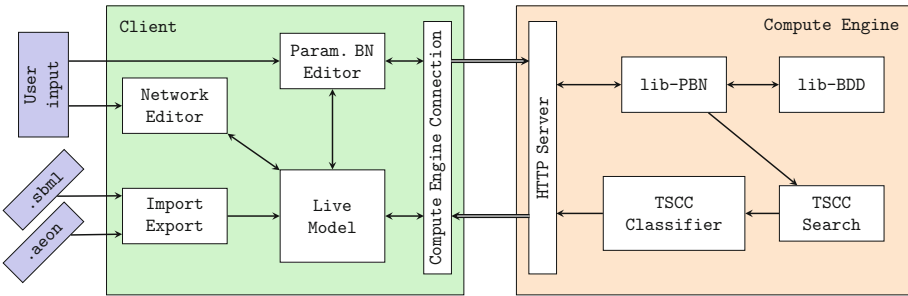 Client
Compute Engine
User
input
Param. BN
Editor
Network
Editor
.sbml
.aeon
Import
Export
Live
Model
Compute Engine Connection
HTTP Server
lib-PBN
lib-BDD
TSCC
Classifier
TSCC
Search